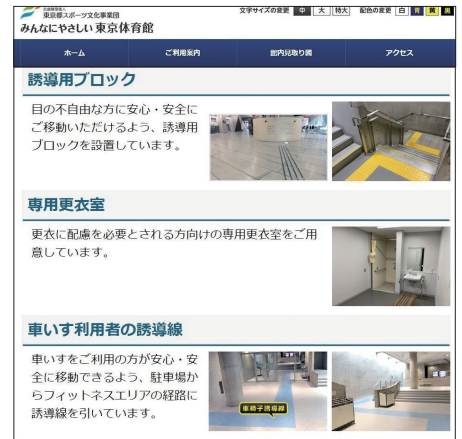 公益財団法人
東京都スポーツ文化事業団
文字サイズの変更 中 大 特大 配色の変更 白 青 黄 黒
みんなにやさしい東京体育館
ホーム ご利用案内 館内見取り図 アクセス
誘導用ブロック
目の不自由な方に安心・安全に
ご移動いただけるよう、誘導用
ブロックを設置しています。
専用更衣室
更衣に配慮を必要とされる方向けの専用更衣室をご用
意しています。
車いす利用者の誘導線
車いすをご利用の方が安心・安
全に移動できるよう、駐車場か
らフィットネスエリアの経路に
誘導線を引いています。
車椅子誘導線